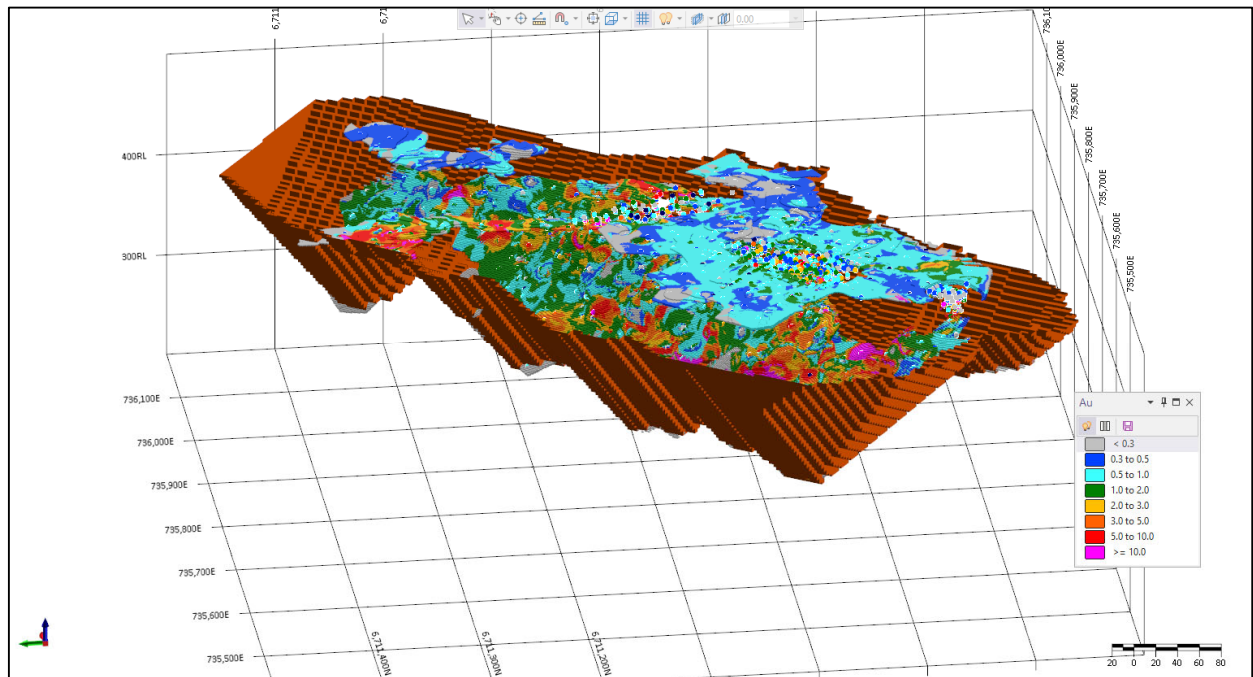 0.00
6,711
6,71
736,10
736,000E
735,900E
735,800E
735,700E
735,600E
735,500E
400RL
300RL
736,100E
736,000E
735,900E
735,800E
735,700E
735,600E
735,500E
6,711,400N
6,711,300N
6,711,200N
Au
< 0.3
0.3 to 0.5
0.5 to 1.0
1.0 to 2.0
2.0 to 3.0
3.0 to 5.0
5.0 to 10.0
>= 10.0
20 0 20 40 60 80